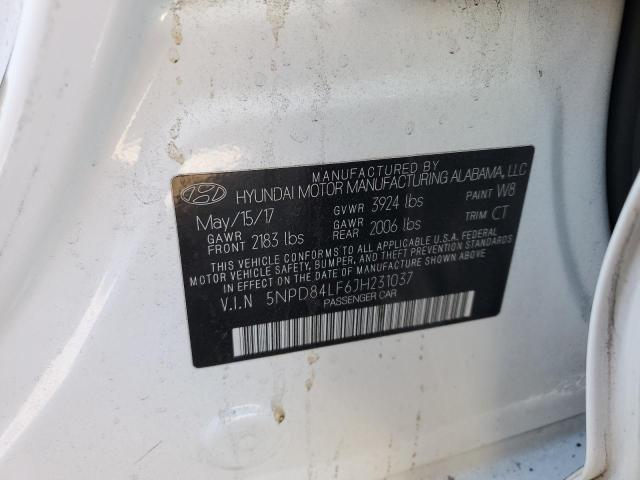 MANUFACTURED BY
HYUNDAI MOTOR MANUFACTURING ALABAMA, LLC
May/15/17 GVWR 3924 lbs PAINT W8
GAWR FRONT 2183 lbs GAWR REAR 2006 lbs TRIM CT
THIS VEHICLE CONFORMS TO ALL APPLICABLE U.S.A. FEDERAL
MOTOR VEHICLE SAFETY, BUMPER, AND THEFT PREVENTION STANDARDS
IN EFFECT ON THE DATE OF MANUFACTURE SHOWN ABOVE.
V.I.N 5NPD84LF6JH231037
PASSENGER CAR